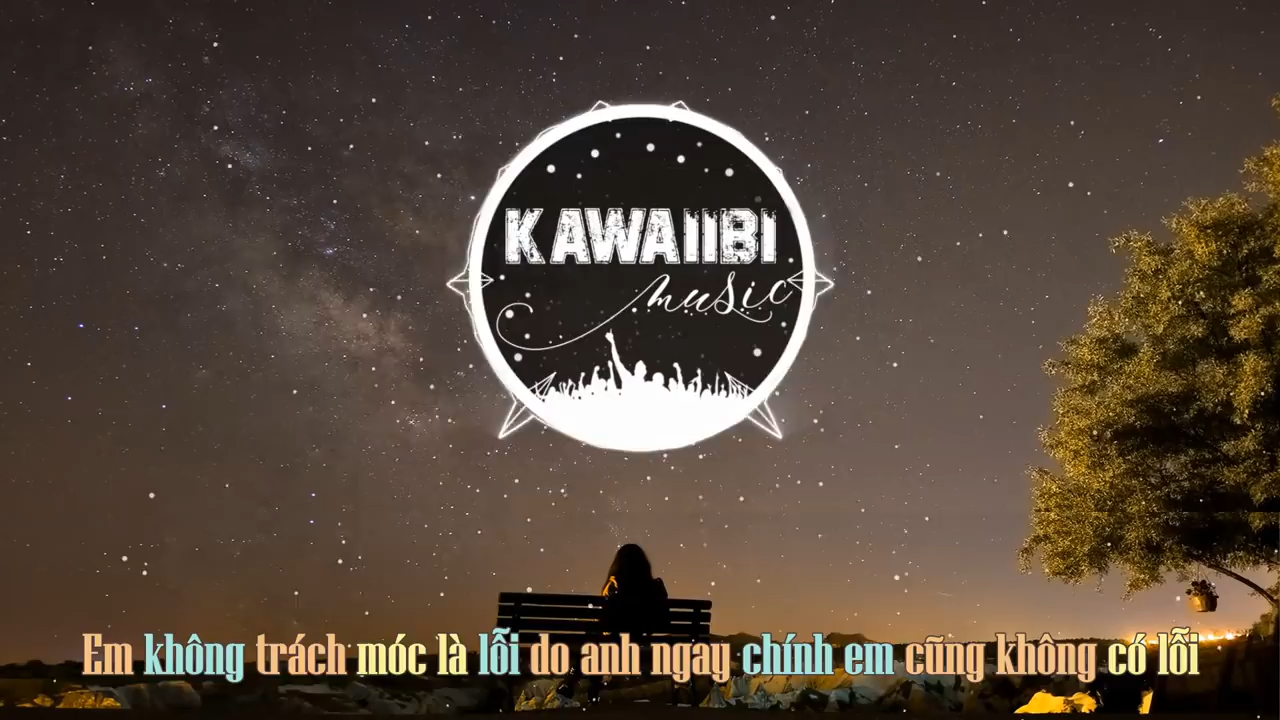 KAWAIIBI
music
Em không trách móc là lỗi do anh ngay chính em cũng không có lỗi